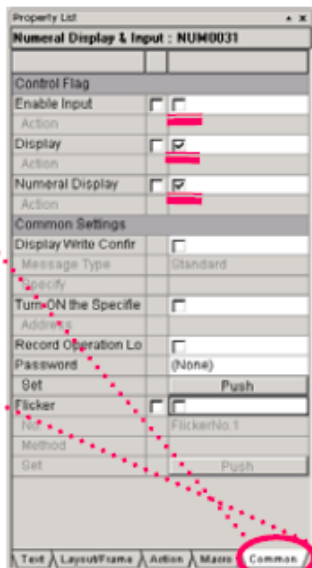 Property List
Numeral Display & Input : NUM0031
Control Flag
Enable Input
Action
Display
Action
Numeral Display
Action
Common Settings
Display Write Confir
Message Type Standard
Specify
Turn ON the Specifie
Address
Record Operation Lo
Password (None)
Set Push
Flicker
No. FlickerNo.1
Method
Set Push
Text Layout/Frame Action Macro Common